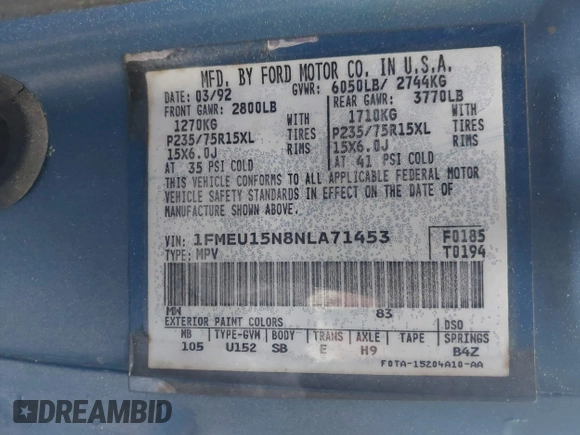 MFD. BY FORD MOTOR CO. IN U.S.A.
DATE: 03/92 GVWR: 6050LB/ 2744KG
FRONT GAWR: 2800LB REAR GAWR: 3770LB
1270KG WITH 1710KG WITH
P235/75R15XL TIRES P235/75R15XL TIRES
15X6.0J RIMS 15X6.0J RIMS
AT 35 PSI COLD AT 41 PSI COLD
THIS VEHICLE CONFORMS TO ALL APPLICABLE FEDERAL MOTOR
VEHICLE SAFETY STANDARDS IN EFFECT ON THE DATE OF
MANUFACTURE SHOWN ABOVE.
VIN: 1FMEU15N8NLA71453 F0185
TYPE: MPV T0194
MW 83
EXTERIOR PAINT COLORS DSO
WB TYPE-GVW BODY TRANS AXLE TAPE SPRINGS
105 U152 SB E H9 B4Z
F0TA-15204A10-AA
DREAMBID